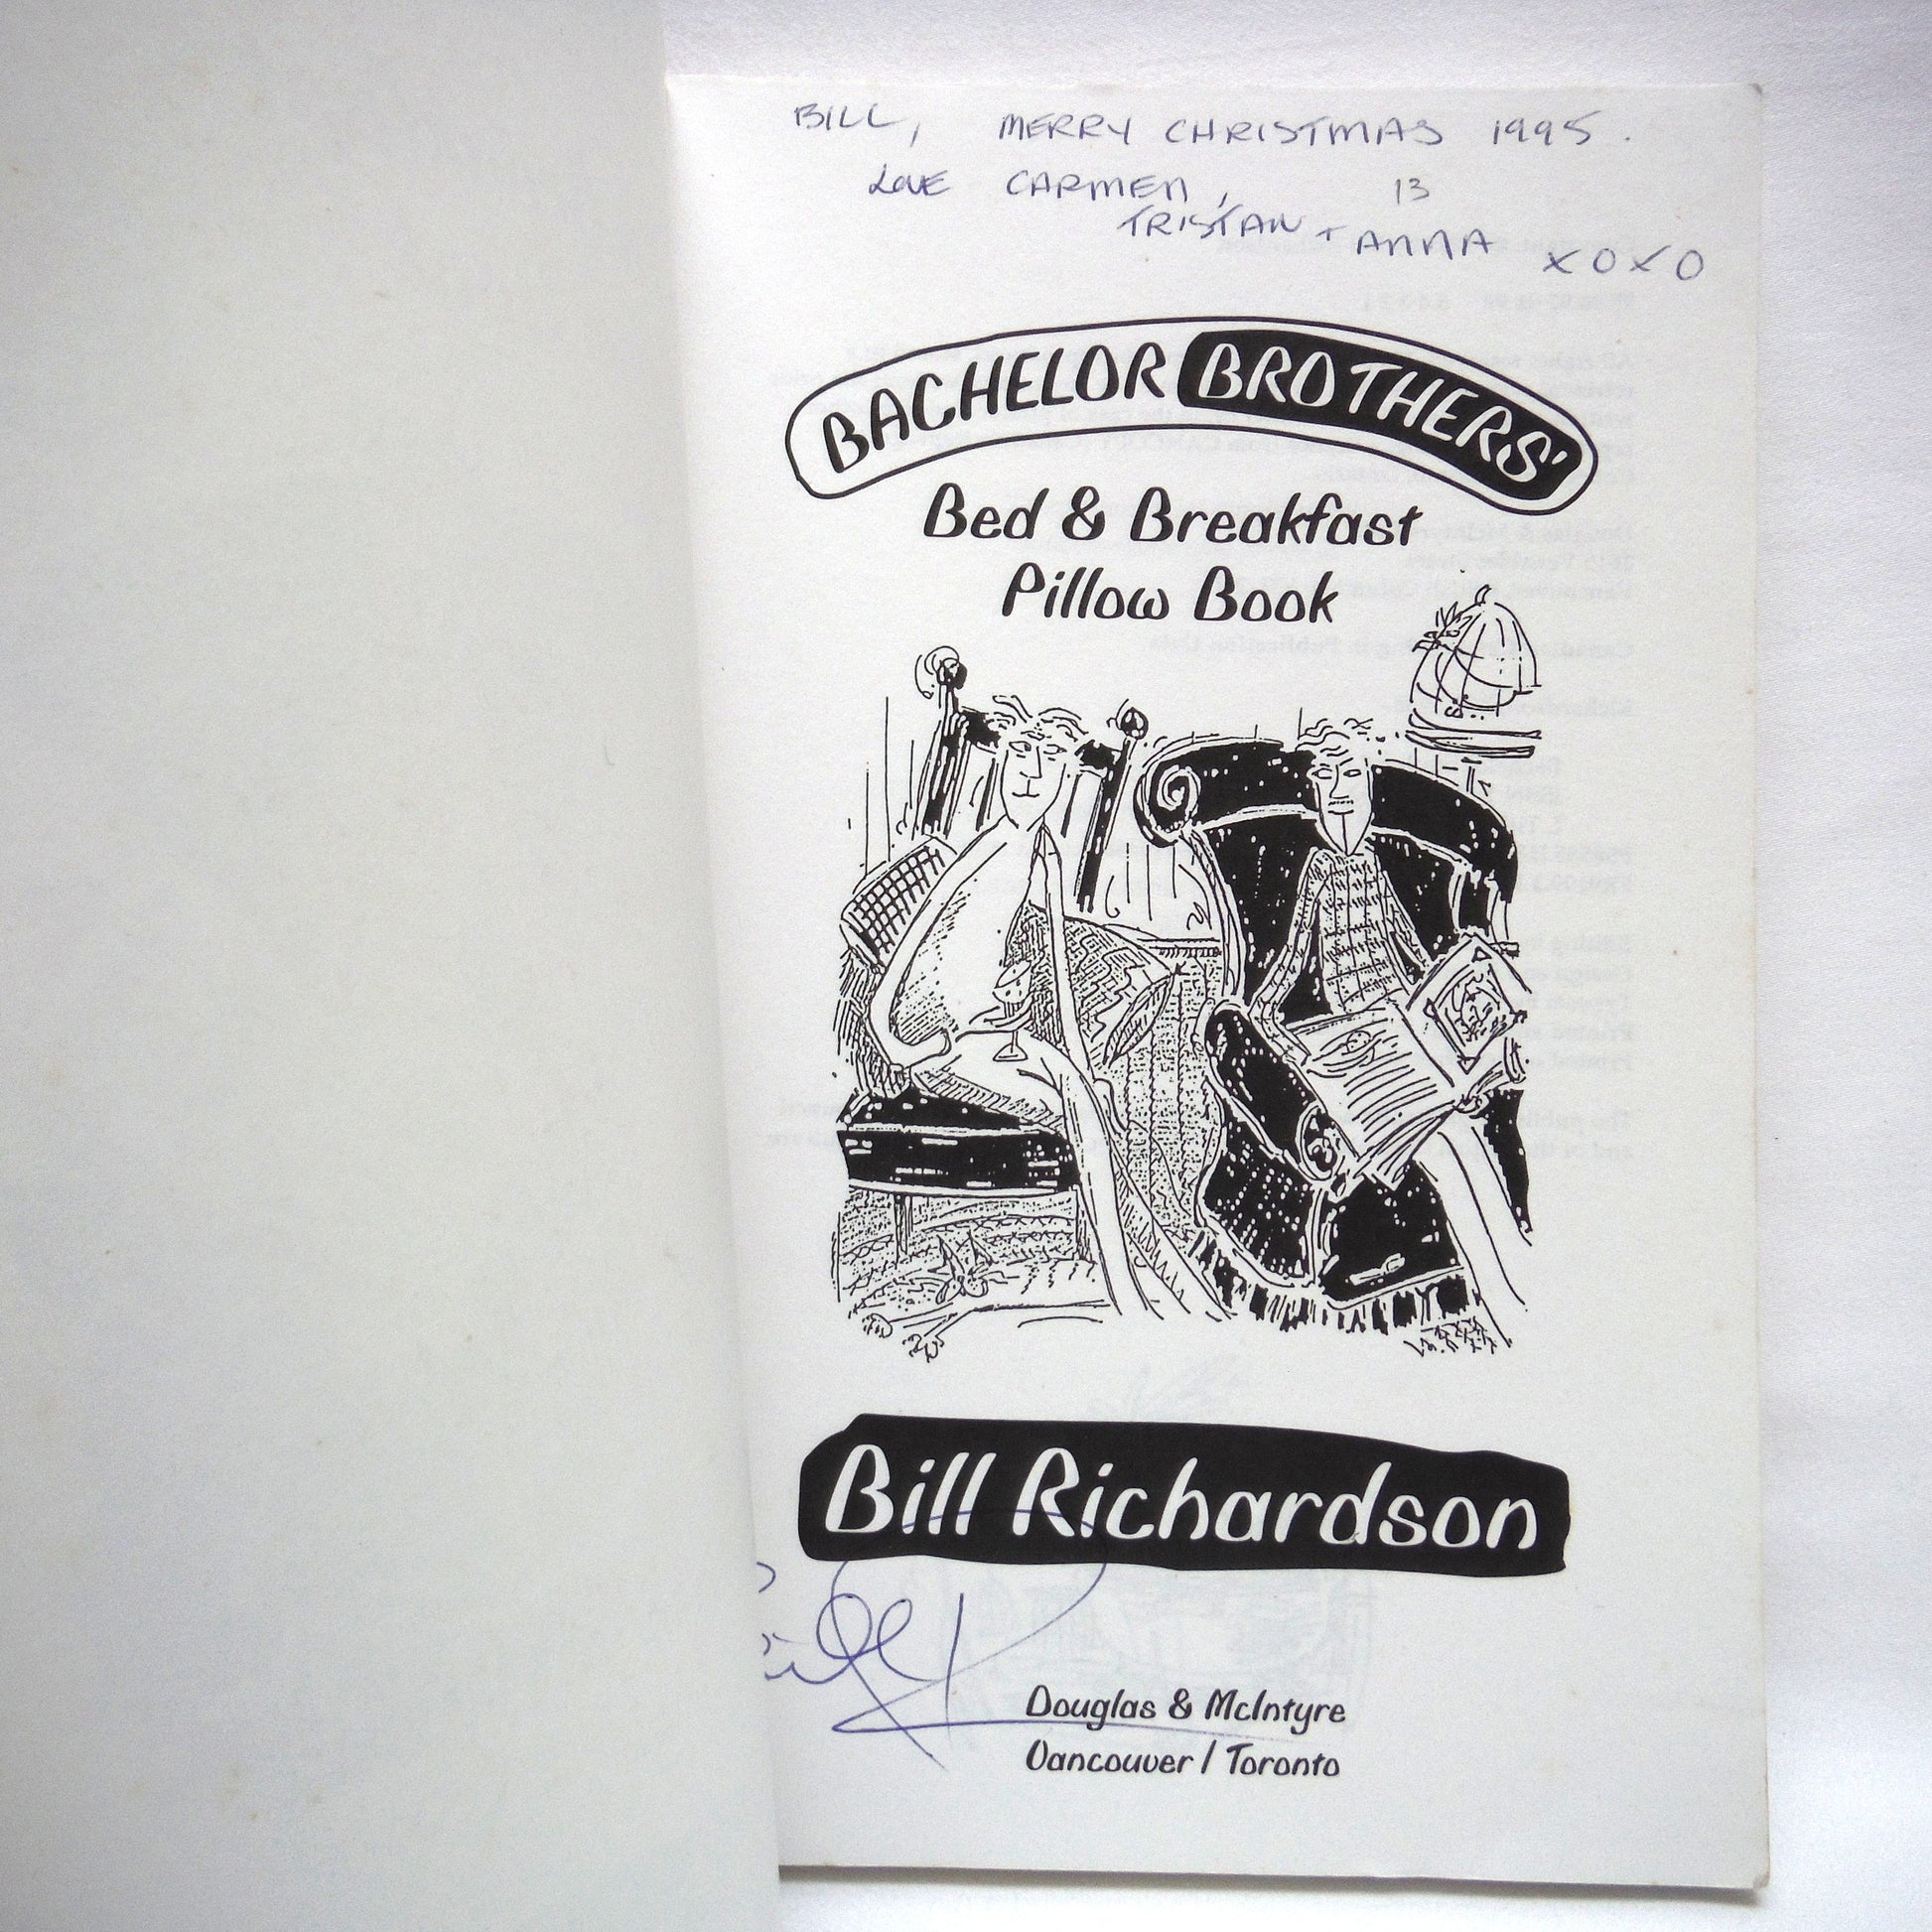 BILL, MERRY CHRISTMAS 1995.
LOVE CARMEN, 13
TRISTAN + ANNA XOXO
BACHELOR BROTHERS'
Bed & Breakfast
Pillow Book
Bill Richardson
Douglas & McIntyre
Vancouver / Toronto